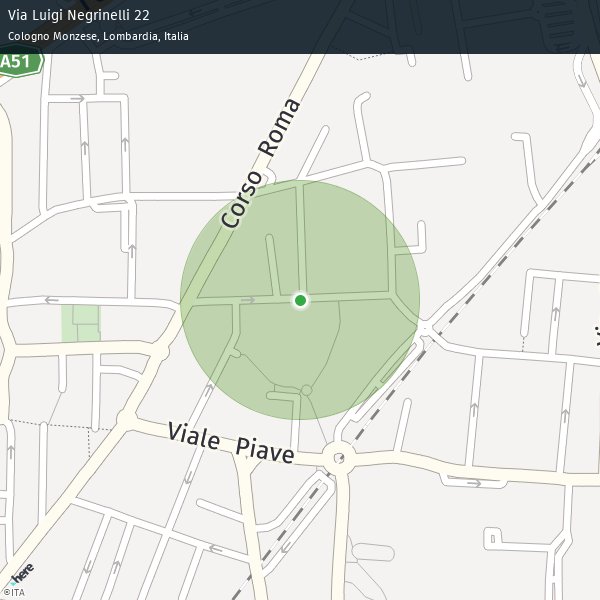 Via Luigi Negrinelli 22
Cologno Monzese, Lombardia, Italia
A51
Corso Roma
Viale Piave
here
©ITA